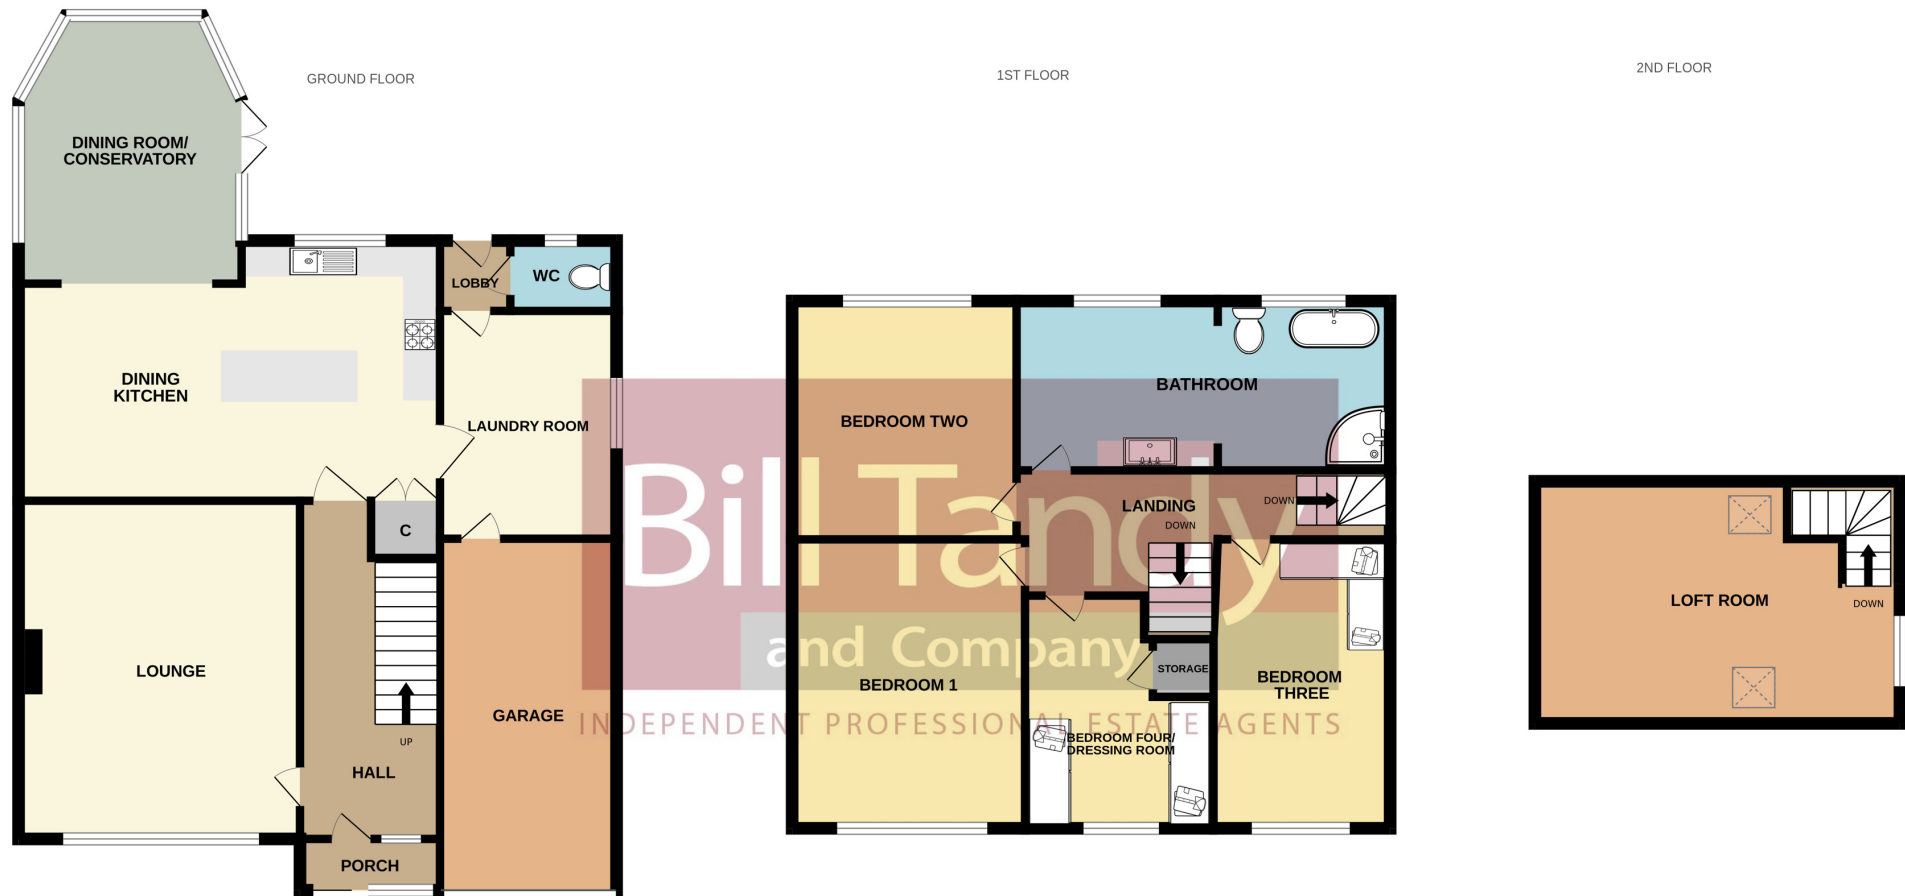 GROUND FLOOR
1ST FLOOR
2ND FLOOR
DINING ROOM/
CONSERVATORY
LOBBY
WC
DINING
KITCHEN
LAUNDRY ROOM
C
LOUNGE
GARAGE
UP
HALL
PORCH
BEDROOM TWO
BATHROOM
LANDING
DOWN
DOWN
STORAGE
BEDROOM 1
BEDROOM
THREE
BEDROOM FOUR/
DRESSING ROOM
LOFT ROOM
DOWN
Bill Tandy
and Company
INDEPENDENT PROFESSIONAL ESTATE AGENTS